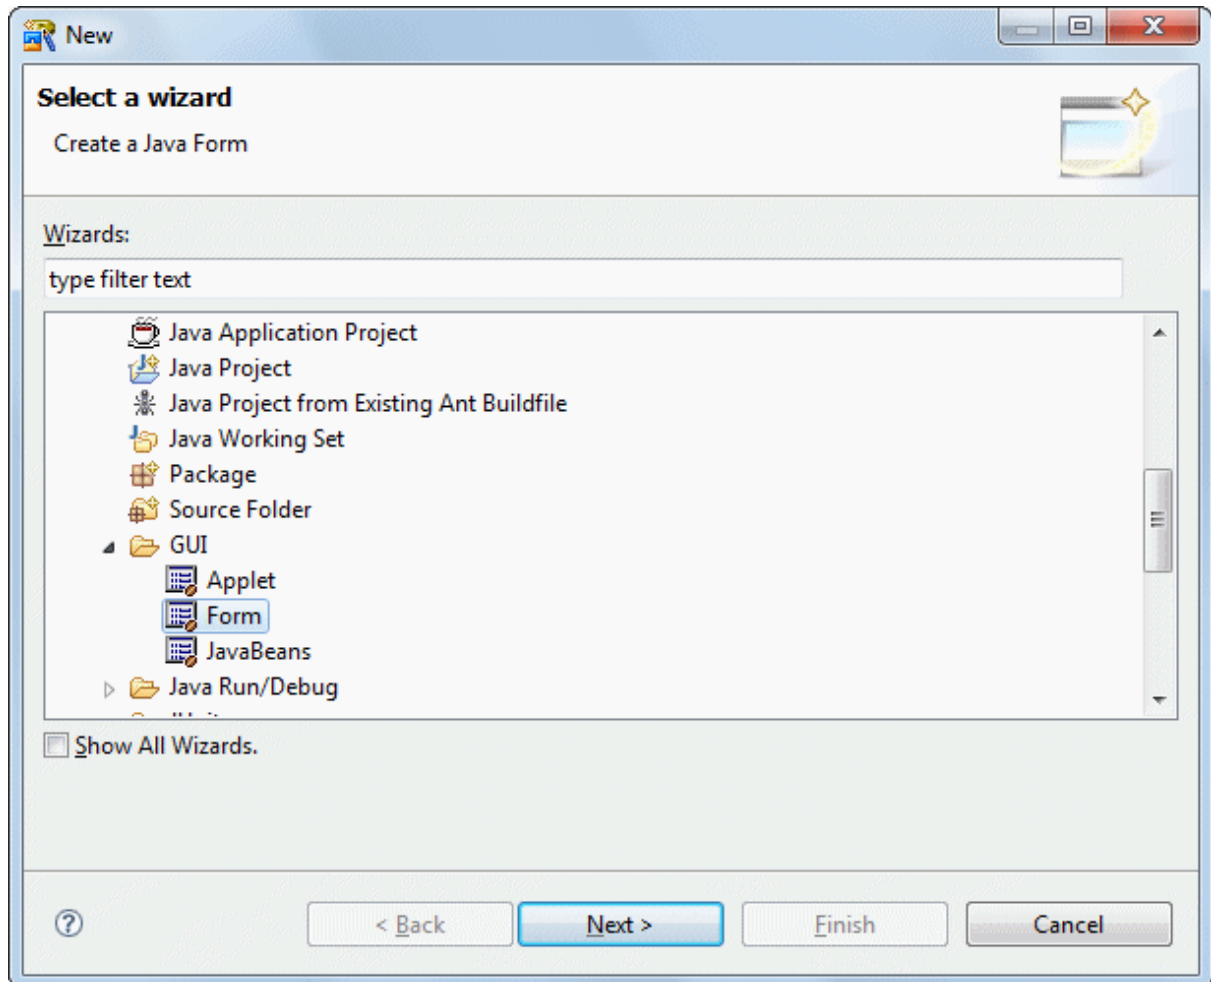 New
Select a wizard
Create a Java Form
Wizards:
type filter text
Java Application Project
Java Project
Java Project from Existing Ant Buildfile
Java Working Set
Package
Source Folder
GUI
Applet
Form
JavaBeans
Java Run/Debug
Show All Wizards.
< Back
Next >
Finish
Cancel